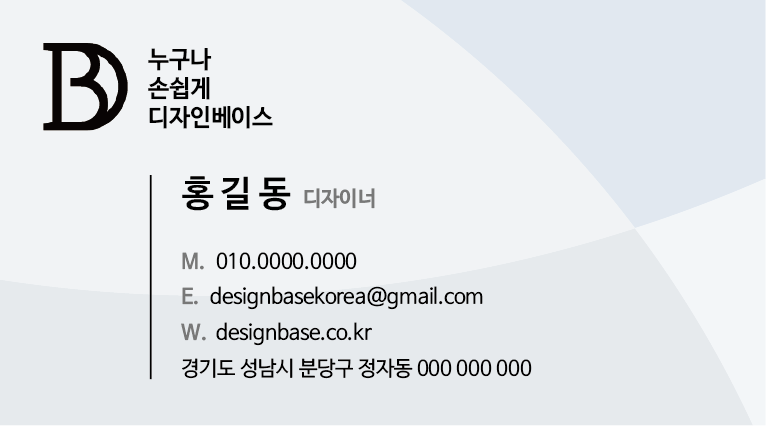 BD
누구나
손쉽게
디자인베이스
홍길동 디자이너
M. 010.0000.0000
E. designbasekorea@gmail.com
W. designbase.co.kr
경기도 성남시 분당구 정자동 000 000 000